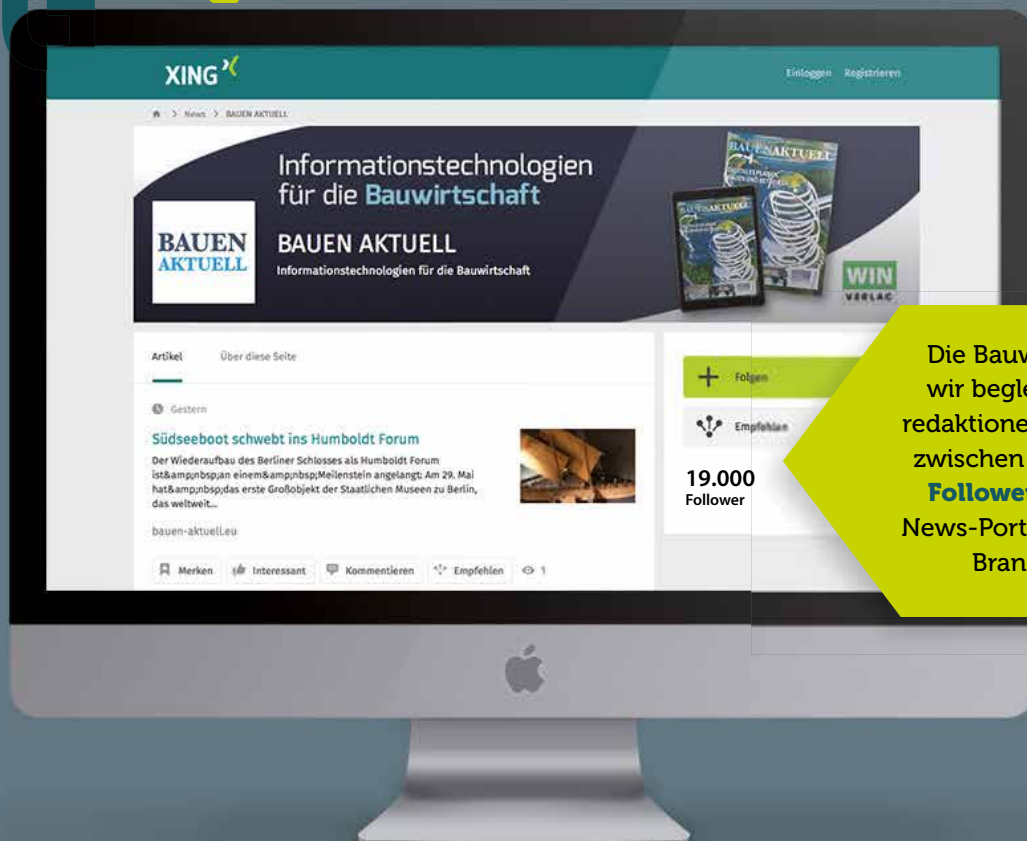 XING
Einloggen Registrieren
News > BAUEN AKTUELL
Informationstechnologien
für die Bauwirtschaft
BAUEN
AKTUELL
BAUEN AKTUELL
Informationstechnologien für die Bauwirtschaft
BAUENAKTUELL
BAUENAKTUELL
WIN
VERLAG
Artikel Über diese Seite
Gestern
Südseeboot schwebt ins Humboldt Forum
Der Wiederaufbau des Berliner Schlosses als Humboldt Forum
ist&amp;nbsp;an einem&amp;nbsp;Meilenstein angelangt: Am 29. Mai
hat&amp;nbsp;das erste Großobjekt der Staatlichen Museen zu Berlin,
das weltweit...
bauen-aktuell.eu
Merken Interessant Kommentieren Empfehlen 1
+ Folgen
Empfehlen
19.000
Follower
Die Bauw
wir begle
redaktione
zwischen
Follower
News-Port
Bran